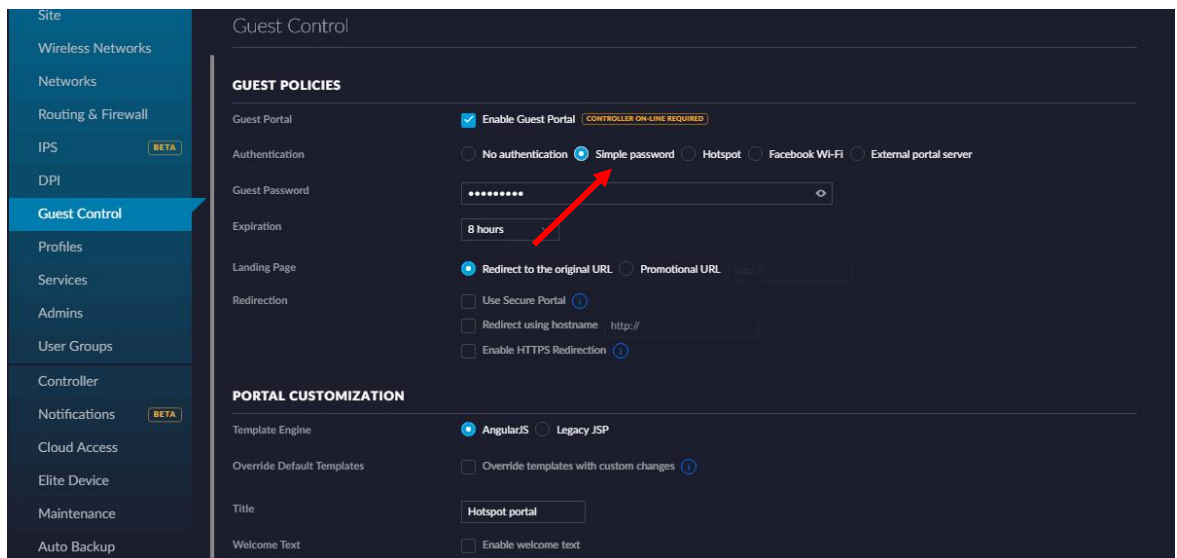 Site
Wireless Networks
Networks
Routing & Firewall
IPS BETA
DPI
Guest Control
Profiles
Services
Admins
User Groups
Controller
Notifications BETA
Cloud Access
Elite Device
Maintenance
Auto Backup
Guest Control
GUEST POLICIES
Guest Portal Enable Guest Portal CONTROLLER ON-LINE REQUIRED
Authentication No authentication Simple password Hotspot Facebook Wi-Fi External portal server
Guest Password •••••••••
Expiration 8 hours
Landing Page Redirect to the original URL Promotional URL http://
Redirection Use Secure Portal
Redirect using hostname http://
Enable HTTPS Redirection
PORTAL CUSTOMIZATION
Template Engine AngularJS Legacy JSP
Override Default Templates Override templates with custom changes
Title Hotspot portal
Welcome Text Enable welcome text